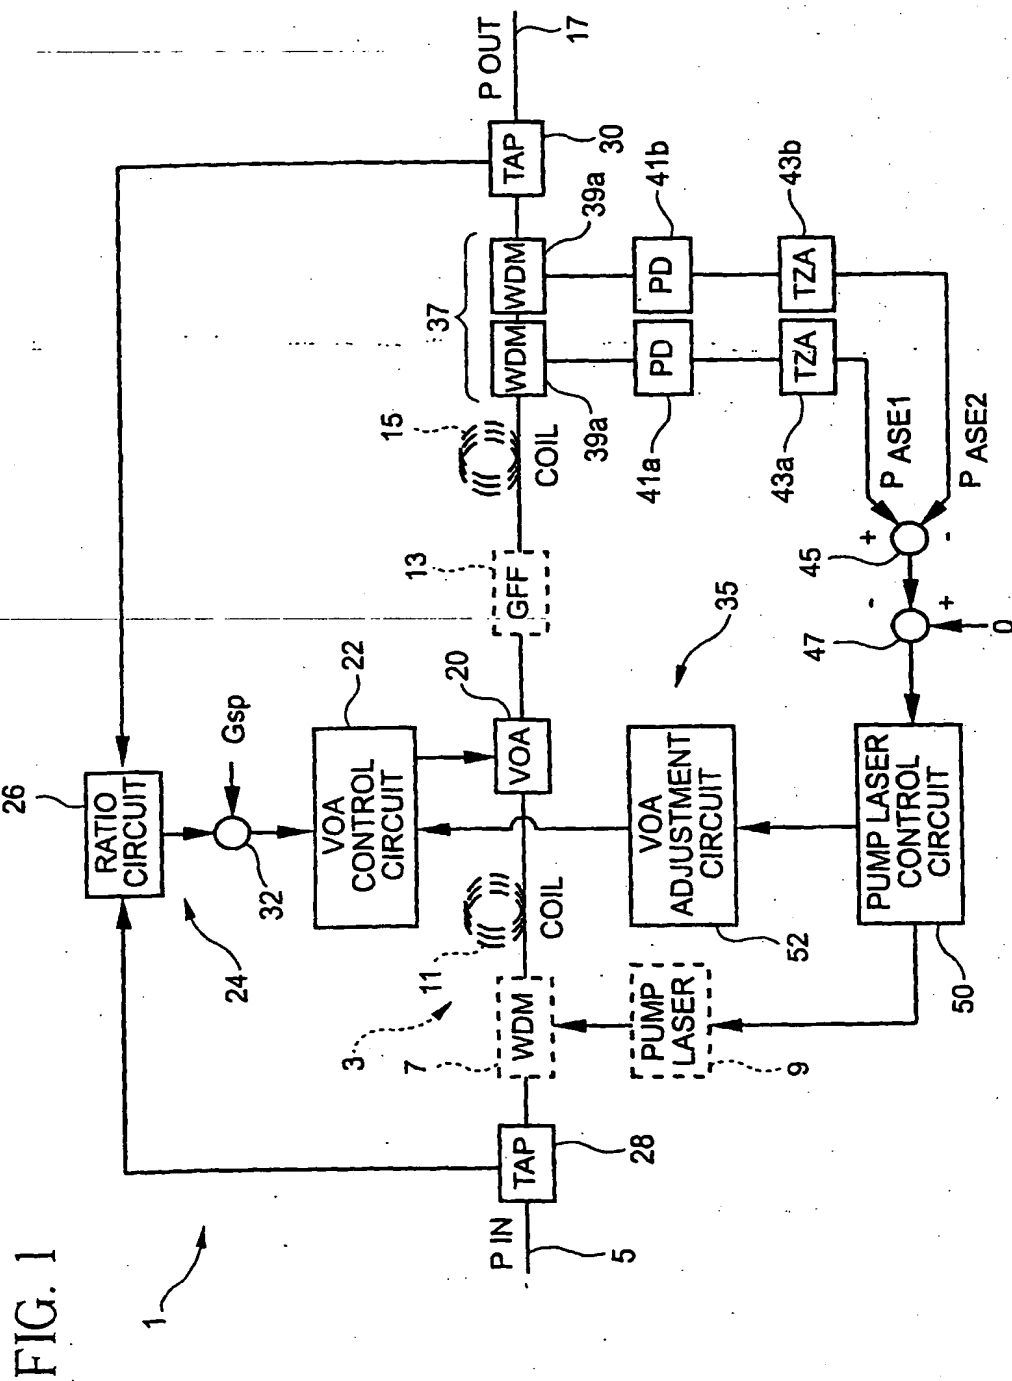 FIG. 1
1
26
RATIO
CIRCUIT
24
32
Gsp
22
VOA
CONTROL
CIRCUIT
P IN
5
TAP
28
3
7
WDM
11
COIL
20
VOA
13
GFF
15
COIL
37
WDM
39a
WDM
39a
TAP
30
P OUT
17
PUMP
LASER
9
VOA
ADJUSTMENT
CIRCUIT
52
35
PD
41a
PD
41b
TZA
43a
TZA
43b
PUMP LASER
CONTROL
CIRCUIT
50
-
+
47
0
+
-
45
P ASE1
P ASE2